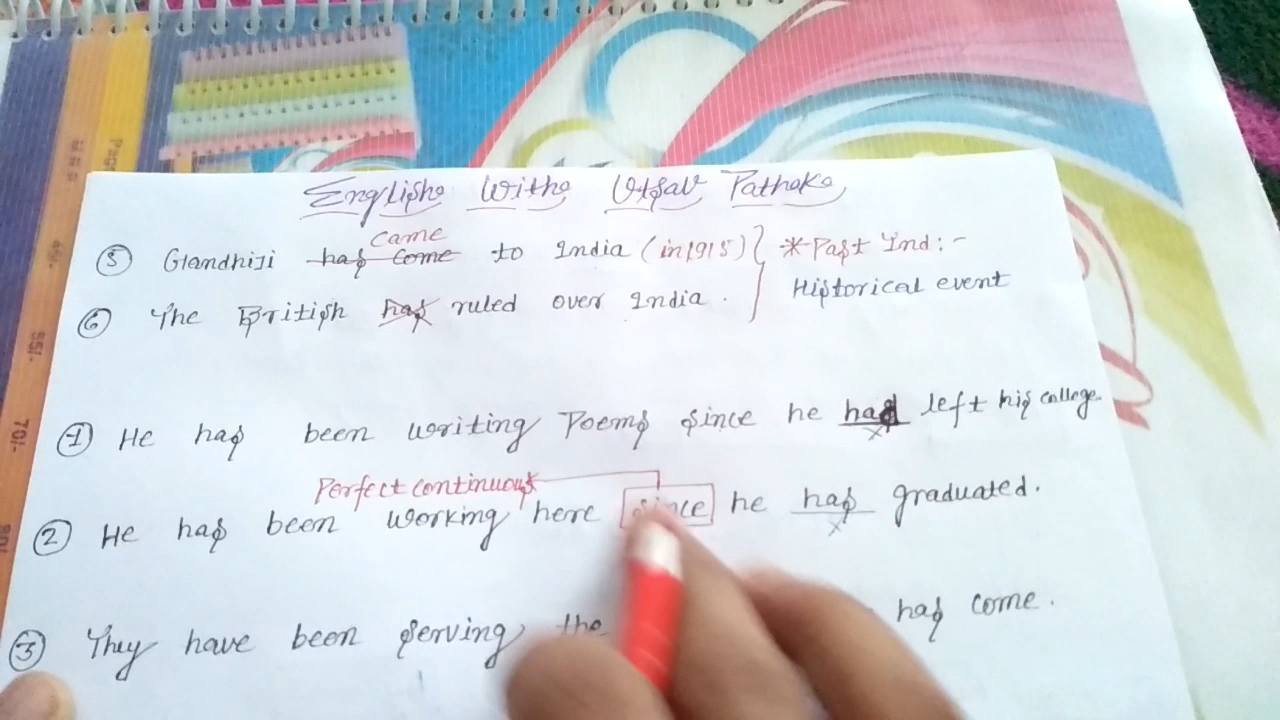 English With Utsav Pathak
came
⑤ Gandhiji has come to India (in 1915) } * Past Ind:-
⑥ The British has ruled over India. Historical event
① He has been writing Poems since he had left his college.
Perfect continuous
② He has been working here since he has graduated.
③ They have been serving the has come.